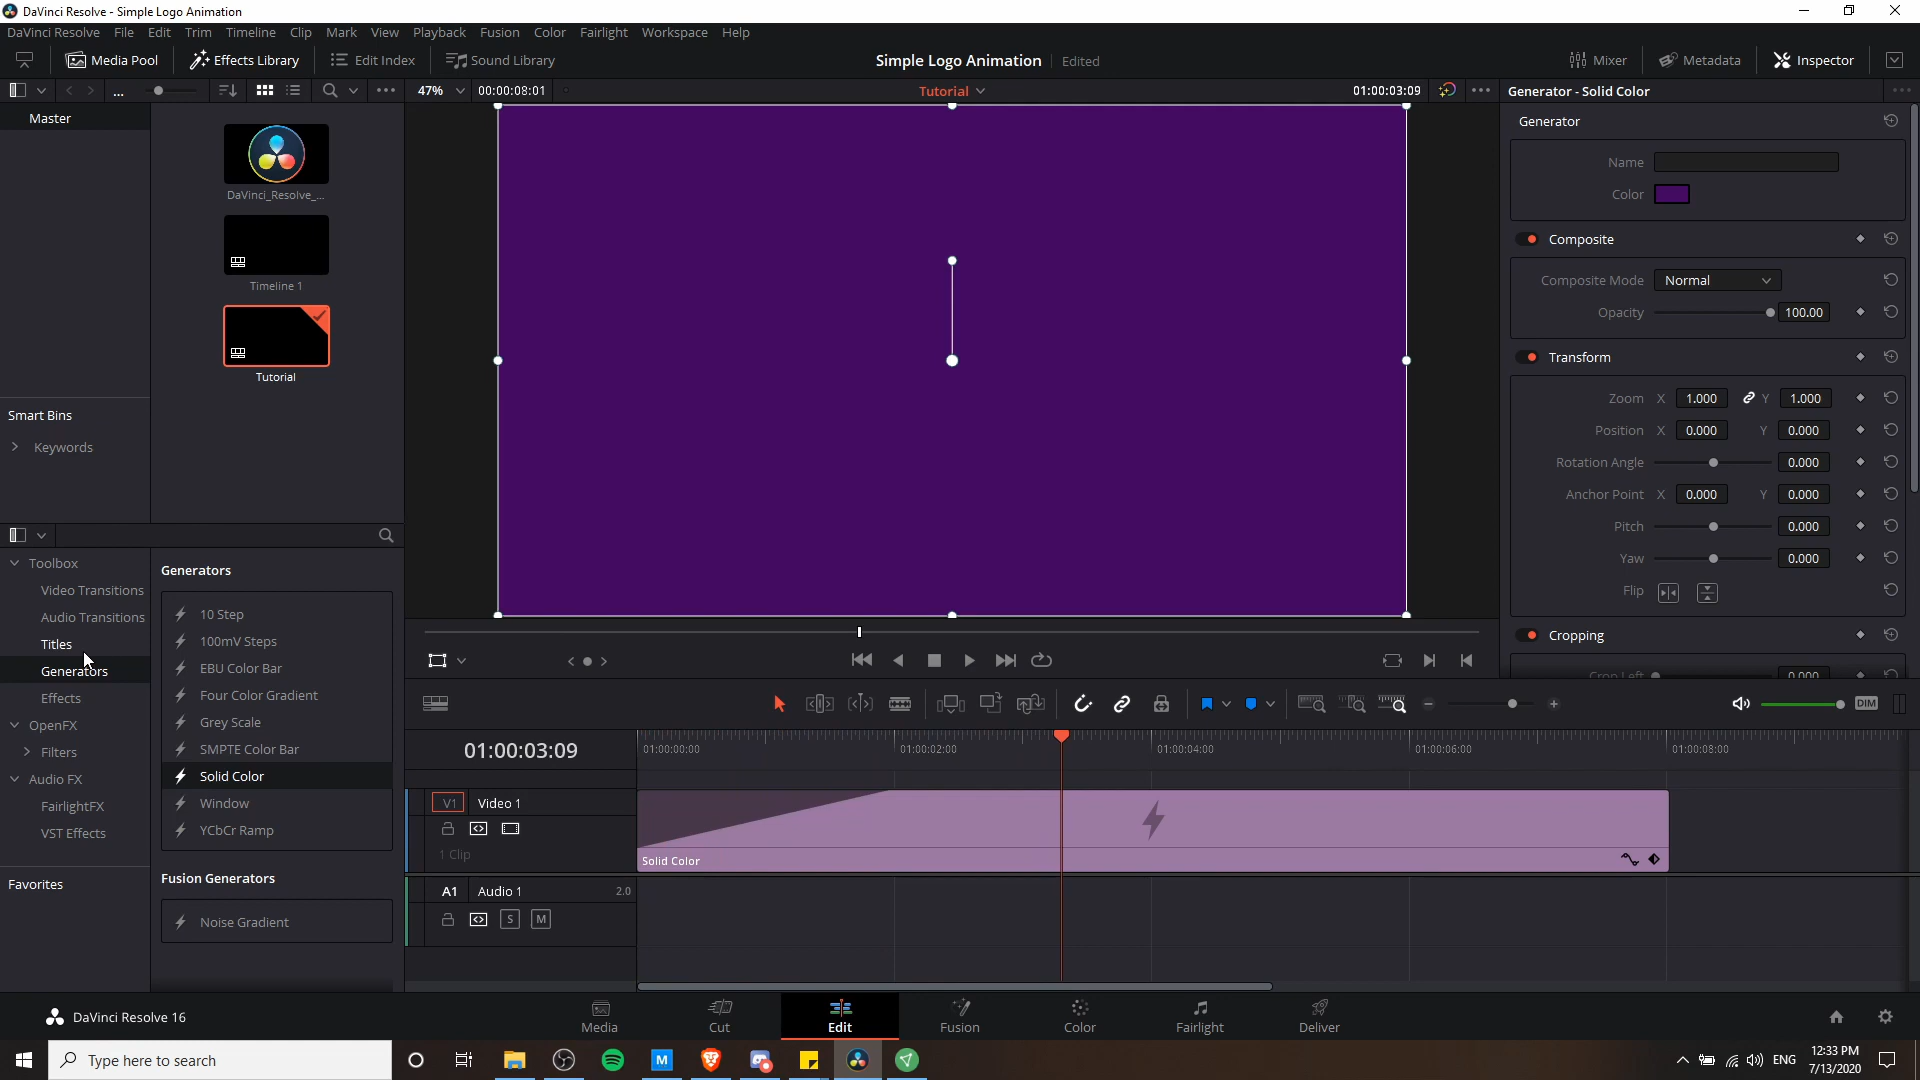 DaVinci Resolve - Simple Logo Animation
DaVinci Resolve File Edit Trim Timeline Clip Mark View Playback Fusion Color Fairlight Workspace Help
Media Pool Effects Library Edit Index Sound Library Simple Logo Animation Edited Mixer Metadata Inspector
... 47% 00:00:08:01 Tutorial 01:00:03:09 Generator - Solid Color
Master
DaVinci_Resolve_...
Timeline 1
Tutorial
Smart Bins
Keywords
Generator
Name
Color
Composite
Composite Mode Normal
Opacity 100.00
Transform
Zoom X 1.000 Y 1.000
Position X 0.000 Y 0.000
Rotation Angle 0.000
Anchor Point X 0.000 Y 0.000
Pitch 0.000
Yaw 0.000
Flip
Cropping
Crop Left 0.000
Toolbox
Video Transitions
Audio Transitions
Titles
Generators
Effects
OpenFX
Filters
Audio FX
FairlightFX
VST Effects
Favorites
Generators
10 Step
100mV Steps
EBU Color Bar
Four Color Gradient
Grey Scale
SMPTE Color Bar
Solid Color
Window
YCbCr Ramp
Fusion Generators
Noise Gradient
DIM
01:00:03:09 01:00:00:00 01:00:02:00 01:00:04:00 01:00:06:00 01:00:08:00
V1 Video 1
1 Clip
Solid Color
A1 Audio 1 2.0
S M
DaVinci Resolve 16
Media Cut Edit Fusion Color Fairlight Deliver
Type here to search
M
ENG
12:33 PM
7/13/2020